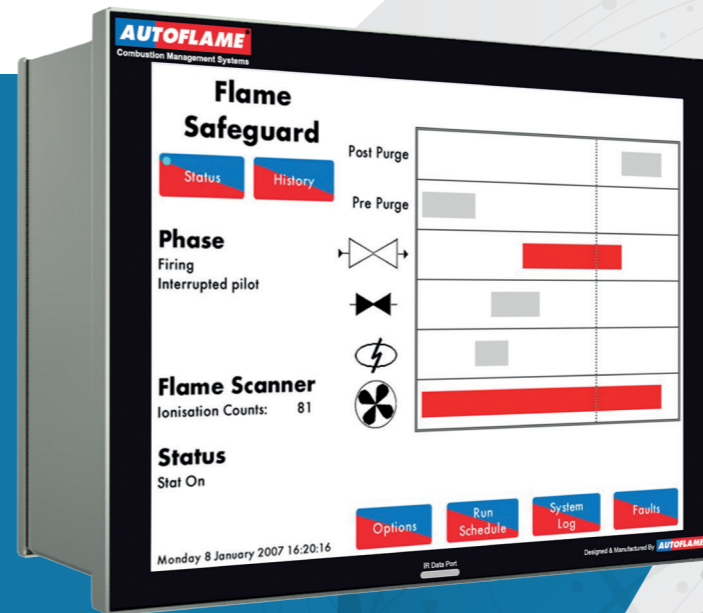 AUTOFLAME
Combustion Management Systems
Flame
Safeguard
Status
History
Post Purge
Pre Purge
Phase
Firing
Interrupted pilot
Flame Scanner
Ionisation Counts: 81
Status
Stat On
Options
Run
Schedule
System
Log
Faults
Monday 8 January 2007 16:20:16
IR Data Port
Designed & Manufactured By AUTOFLAME